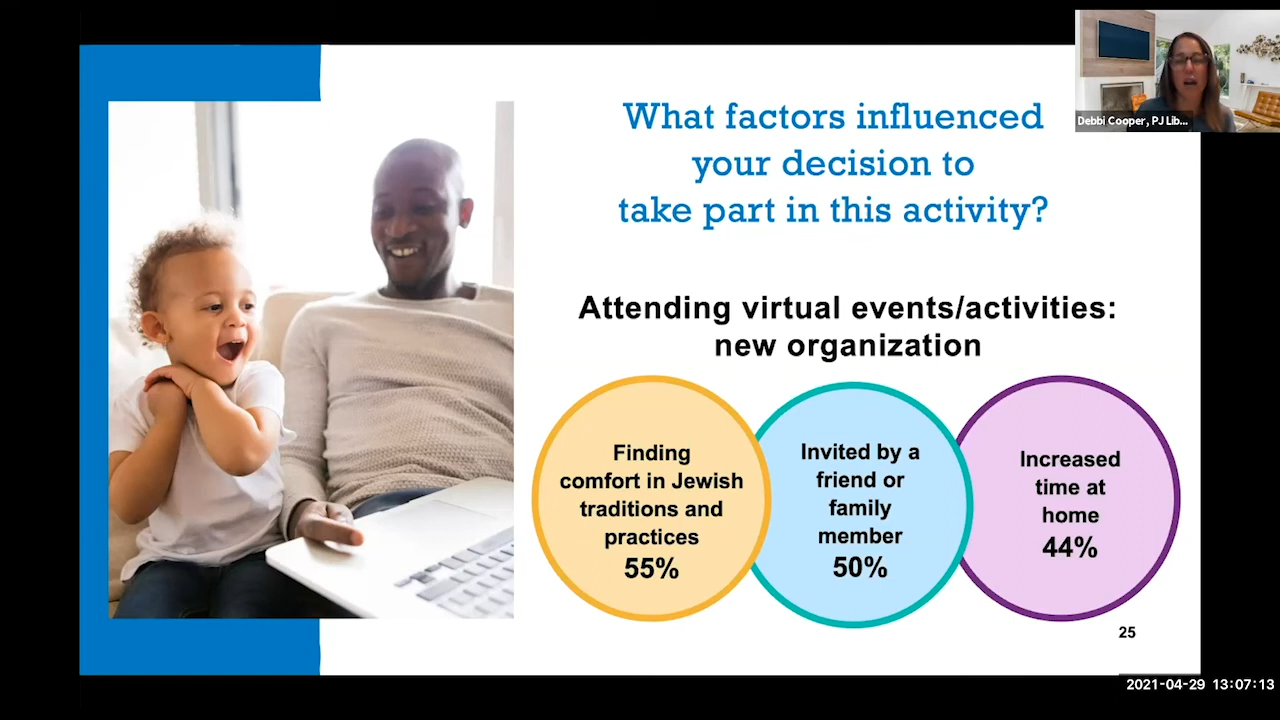 Debbi Cooper, PJ Lib...
What factors influenced
your decision to
take part in this activity?
Attending virtual events/activities:
new organization
Finding
comfort in Jewish
traditions and
practices
55%
Invited by a
friend or
family
member
50%
Increased
time at
home
44%
25
2021-04-29 13:07:13